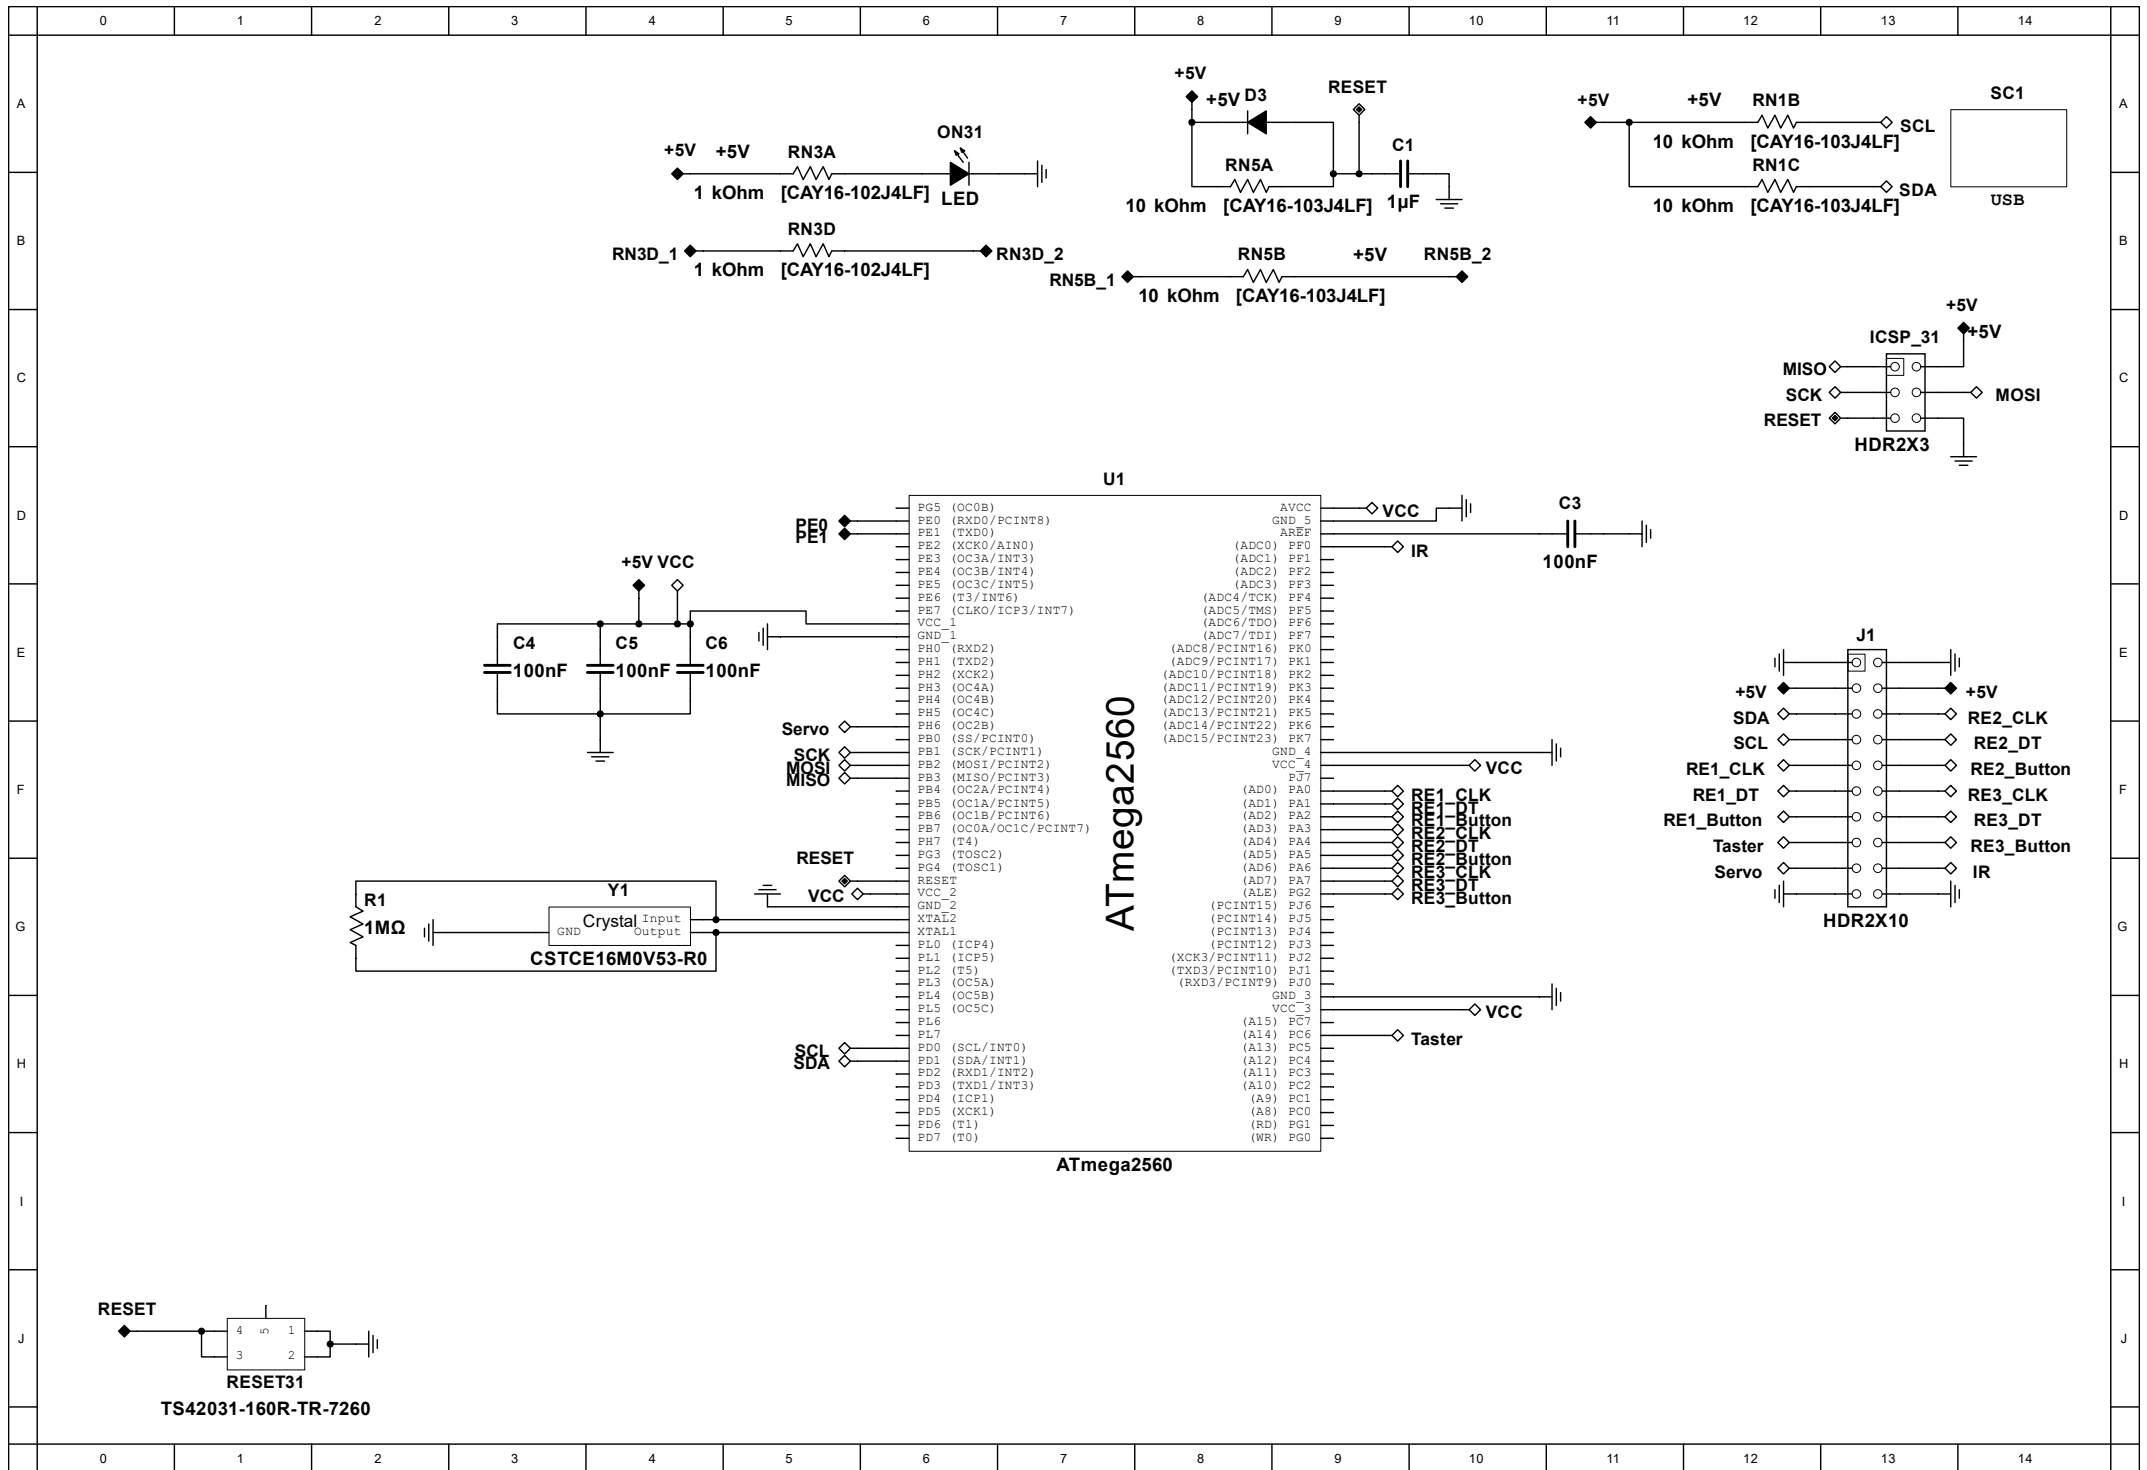 0 1 2 3 4 5 6 7 8 9 10 11 12 13 14
A
B
C
D
E
F
G
H
I
J
+5V +5V RN3A ON31
1 kOhm [CAY16-102J4LF] LED
RN3D
RN3D_1 RN3D_2
1 kOhm [CAY16-102J4LF]
+5V
+5V D3 RESET
RN5A C1
10 kOhm [CAY16-103J4LF] 1µF
RN5B +5V RN5B_2
RN5B_1
10 kOhm [CAY16-103J4LF]
+5V +5V RN1B
SCL
10 kOhm [CAY16-103J4LF]
RN1C
SDA
10 kOhm [CAY16-103J4LF]
SC1
USB
+5V
+5V
ICSP_31
MISO
SCK MOSI
RESET
HDR2X3
U1
ATmega2560
PG5 (OC0B)
PE0 PE0 (RXD0/PCINT8)
PE1 PE1 (TXD0)
PE2 (XCK0/AIN0)
PE3 (OC3A/INT3)
PE4 (OC3B/INT4)
PE5 (OC3C/INT5)
PE6 (T3/INT6)
PE7 (CLKO/ICP3/INT7)
VCC_1
GND_1
PH0 (RXD2)
PH1 (TXD2)
PH2 (XCK2)
PH3 (OC4A)
PH4 (OC4B)
PH5 (OC4C)
Servo PH6 (OC2B)
PB0 (SS/PCINT0)
SCK PB1 (SCK/PCINT1)
MOSI PB2 (MOSI/PCINT2)
MISO PB3 (MISO/PCINT3)
PB4 (OC2A/PCINT4)
PB5 (OC1A/PCINT5)
PB6 (OC1B/PCINT6)
PB7 (OC0A/OC1C/PCINT7)
PH7 (T4)
PG3 (TOSC2)
PG4 (TOSC1)
RESET RESET
VCC VCC_2
GND_2
XTAL2
XTAL1
PL0 (ICP4)
PL1 (ICP5)
PL2 (T5)
PL3 (OC5A)
PL4 (OC5B)
PL5 (OC5C)
PL6
PL7
SCL PD0 (SCL/INT0)
SDA PD1 (SDA/INT1)
PD2 (RXD1/INT2)
PD3 (TXD1/INT3)
PD4 (ICP1)
PD5 (XCK1)
PD6 (T1)
PD7 (T0)
AVCC VCC
GND_5
AREF
(ADC0) PF0 IR
(ADC1) PF1
(ADC2) PF2
(ADC3) PF3
(ADC4/TCK) PF4
(ADC5/TMS) PF5
(ADC6/TDO) PF6
(ADC7/TDI) PF7
(ADC8/PCINT16) PK0
(ADC9/PCINT17) PK1
(ADC10/PCINT18) PK2
(ADC11/PCINT19) PK3
(ADC12/PCINT20) PK4
(ADC13/PCINT21) PK5
(ADC14/PCINT22) PK6
(ADC15/PCINT23) PK7
GND_4
VCC_4 VCC
PJ7
(AD0) PA0 RE1_CLK
(AD1) PA1 RE1_DT
(AD2) PA2 RE1_Button
(AD3) PA3 RE2_CLK
(AD4) PA4 RE2_DT
(AD5) PA5 RE2_Button
(AD6) PA6 RE3_CLK
(AD7) PA7 RE3_DT
(ALE) PG2 RE3_Button
(PCINT15) PJ6
(PCINT14) PJ5
(PCINT13) PJ4
(PCINT12) PJ3
(XCK3/PCINT11) PJ2
(TXD3/PCINT10) PJ1
(RXD3/PCINT9) PJ0
GND_3
VCC_3 VCC
(A15) PC7
(A14) PC6 Taster
(A13) PC5
(A12) PC4
(A11) PC3
(A10) PC2
(A9) PC1
(A8) PC0
(RD) PG1
(WR) PG0
ATmega2560
C3
100nF
+5V VCC
C4 C5 C6
100nF 100nF 100nF
R1
1MΩ
Y1
Crystal Input
GND Output
CSTCE16M0V53-R0
J1
+5V +5V
SDA RE2_CLK
SCL RE2_DT
RE1_CLK RE2_Button
RE1_DT RE3_CLK
RE1_Button RE3_DT
Taster RE3_Button
Servo IR
HDR2X10
RESET
4 5 1
3 2
RESET31
TS42031-160R-TR-7260
A
B
C
D
E
F
G
H
I
J
0 1 2 3 4 5 6 7 8 9 10 11 12 13 14